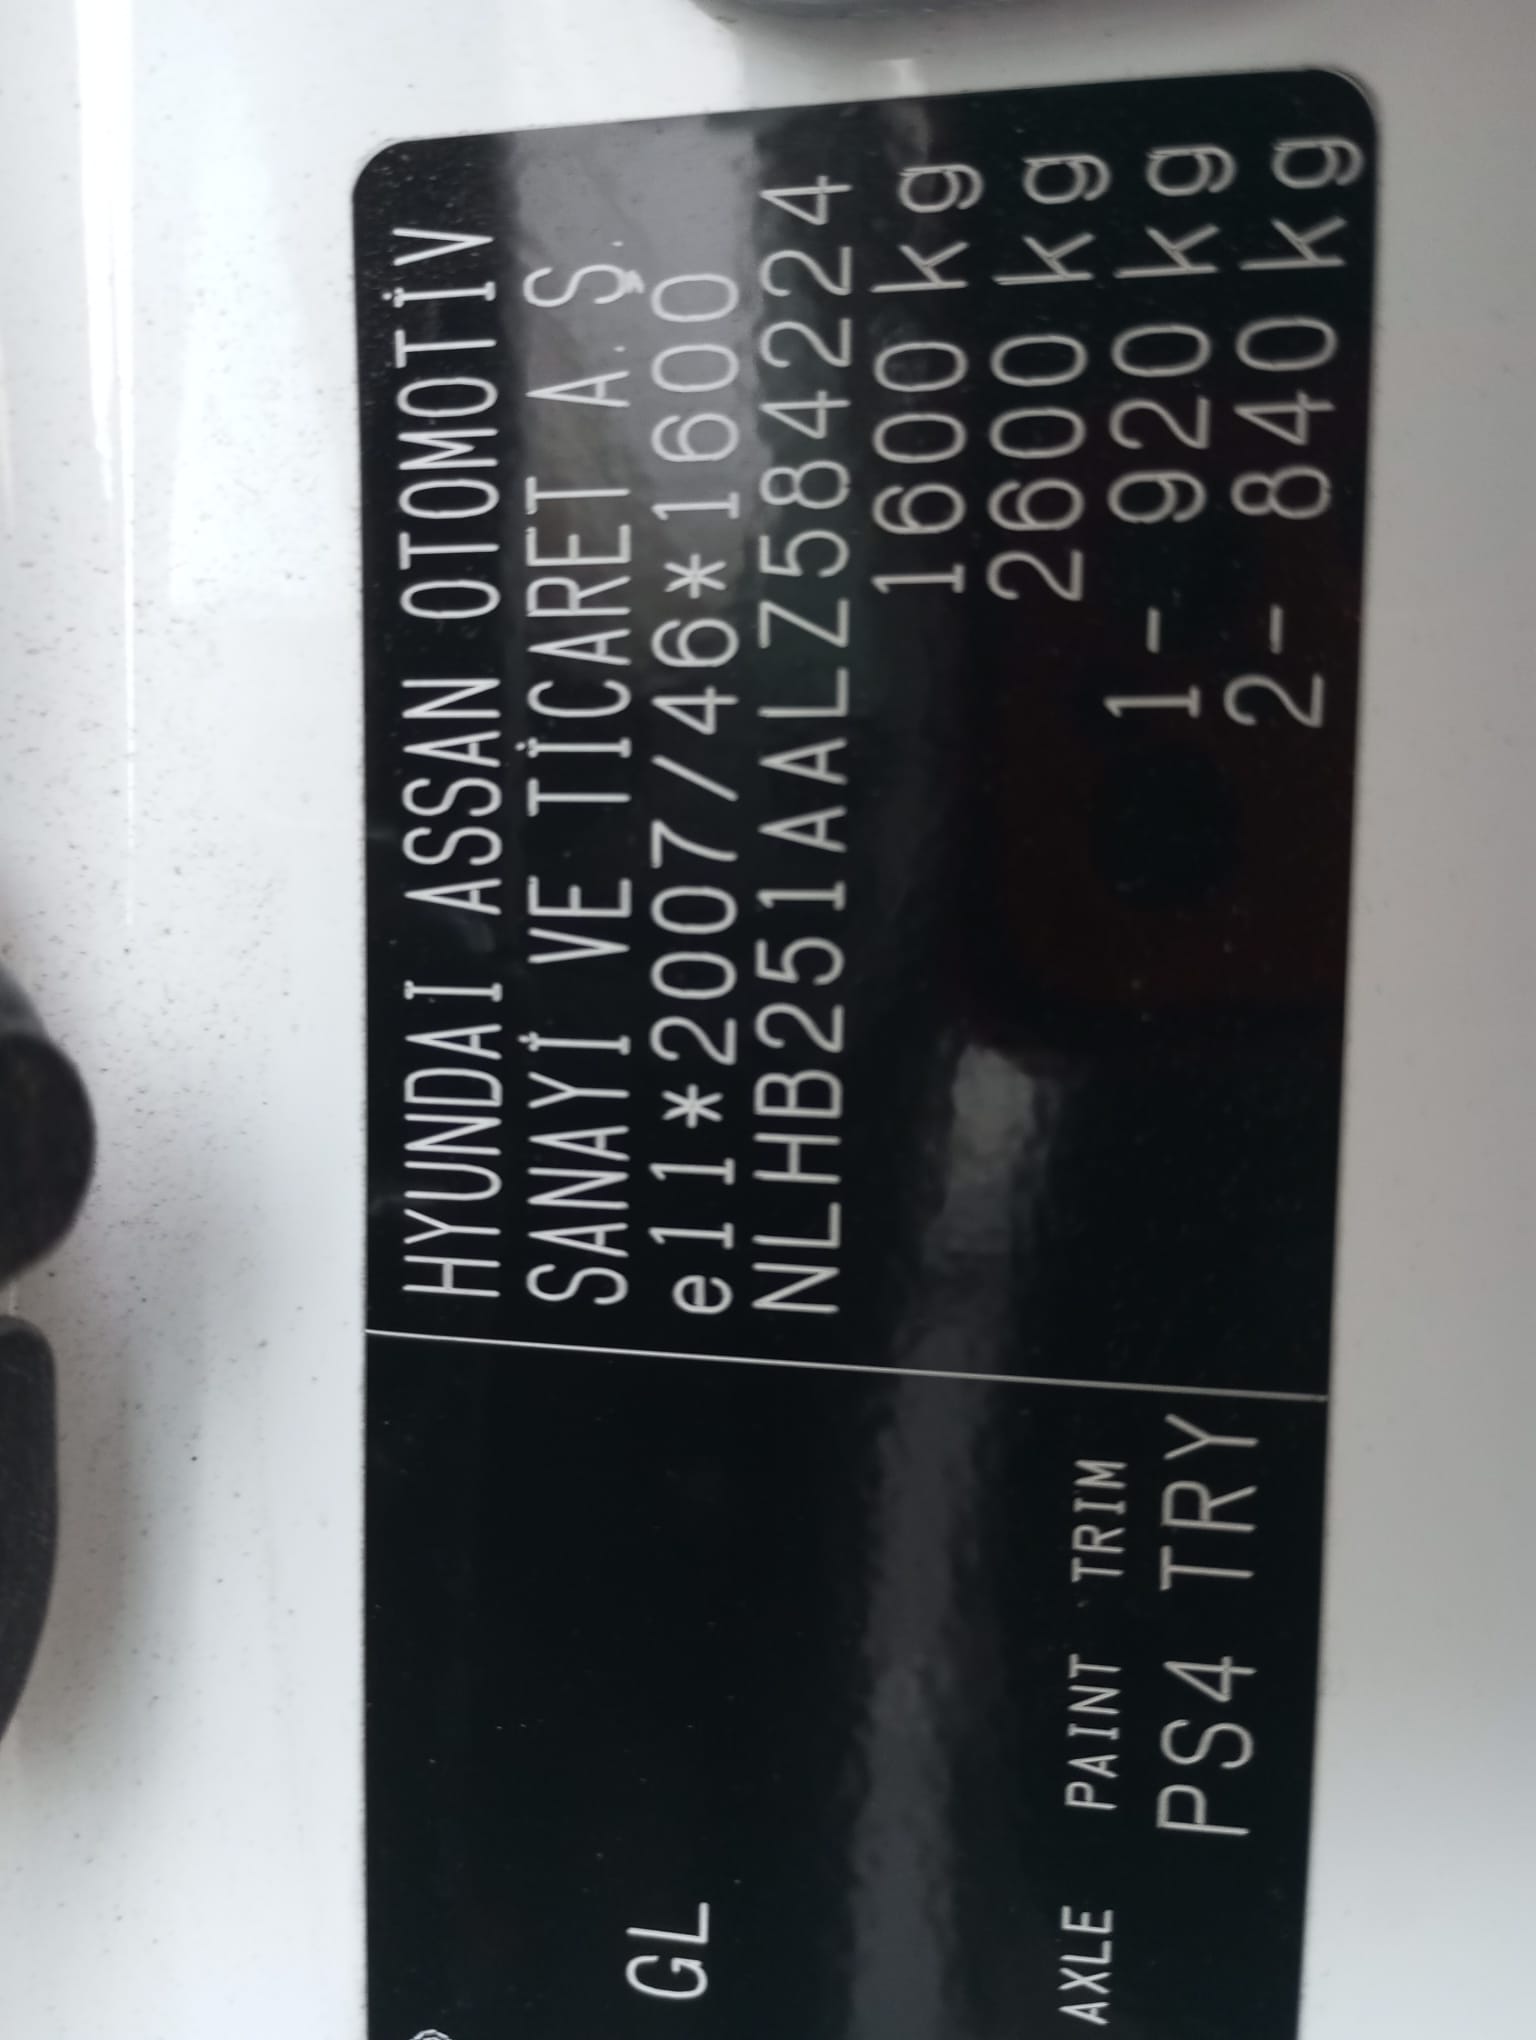 HYUNDAI ASSAN OTOMOTİV
SANAYİ VE TİCARET A.Ş.
e11*2007/46*1600
NLHB251AALZ584224
1600 kg
2600 kg
1- 920 kg
2- 840 kg
GL
AXLE PAINT TRIM
PS4 TRY